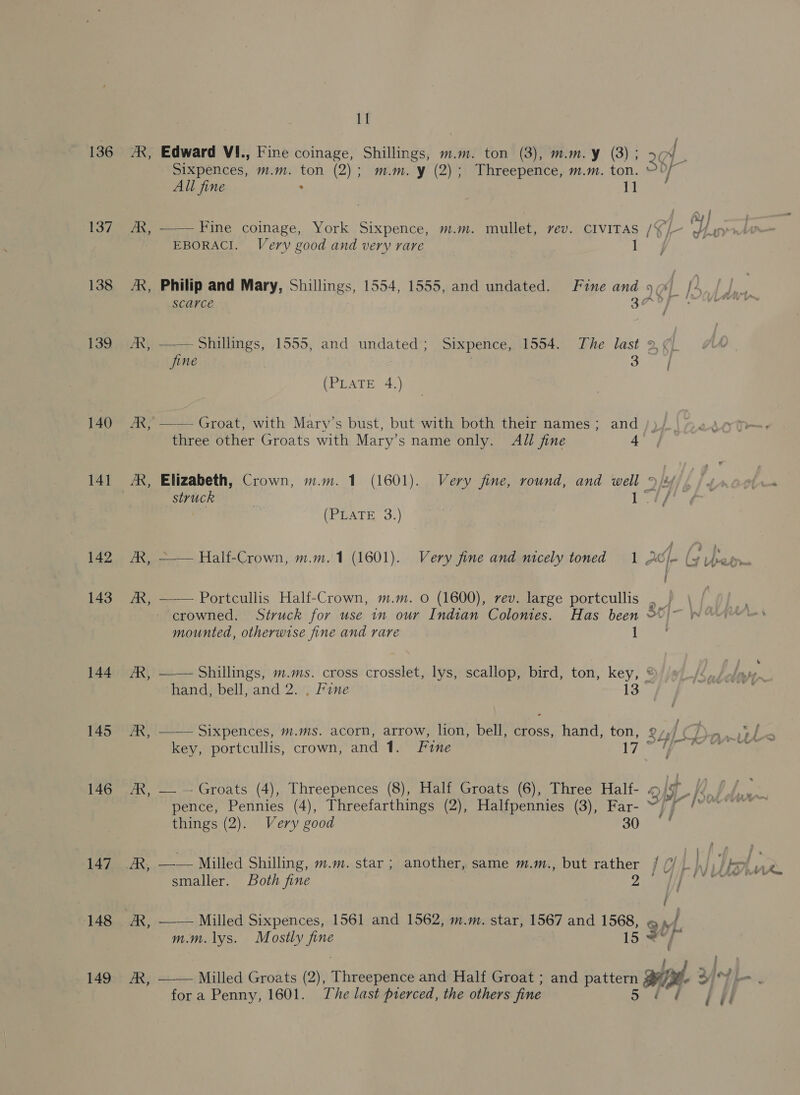 11
136 AR, Edward VI., Fine coinage, Shillings, m.m. ton (3), m.m. y (3);
Sixpences, m.m. ton (2); m.m. y (2); Threepence, m.m. ton.
All fine 11
137 AR, —— Fine coinage, York Sixpence, m.m. mullet, rev. CIVITAS
EBORACI. Very good and very rare 1
138 AR, Philip and Mary, Shillings, 1554, 1555, and undated. Fine and
scarce 3
139 AR, —— Shillings, 1555, and undated; Sixpence, 1554. The last
fine 3
(PLATE 4.)
140 AR, —— Groat, with Mary's bust, but with both their names; and
three other Groats with Mary's name only. All fine 4
141 AR, Elizabeth, Crown, m.m. 1 (1601). Very fine, round, and well
struck 1
(PLATE 3.)
142 AR, —— Half-Crown, m.m. 1 (1601). Very fine and nicely toned 1
143 AR, —— Portcullis Half-Crown, m.m. o (1600), rev. large portcullis
crowned. Struck for use in our Indian Colonies. Has been
mounted, otherwise fine and rare 1
144 AR, —— Shillings, m.ms. cross crosslet, lys, scallop, bird, ton, key,
hand, bell, and 2. Fine 13
145 AR, —— Sixpences, m.ms. acorn, arrow, lion, bell, cross, hand, ton,
key, portcullis, crown, and 1. Fine 17
146 AR, —— Groats (4), Threepences (8), Half Groats (6), Three Half-
pence, Pennies (4), Threefarthings (2), Halfpennies (3), Far-
things (2). Very good 30
147 AR, —— Milled Shilling, m.m. star; another, same m.m., but rather
smaller. Both fine 2
148 AR, —— Milled Sixpences, 1561 and 1562, m.m. star, 1567 and 1568,
m.m. lys. Mostly fine 15
149 AR, —— Milled Groats (2), Threepence and Half Groat; and pattern
for a Penny, 1601. The last pierced, the others fine 5